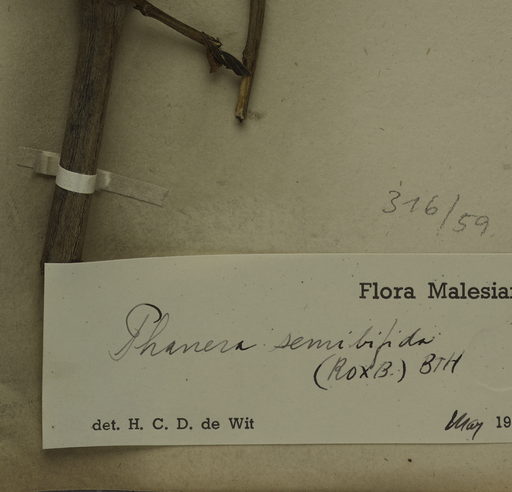 316/59
Flora Malesia
Phanera semibifida
(ROXB.) BTH
det. H. C. D. de Wit May 19